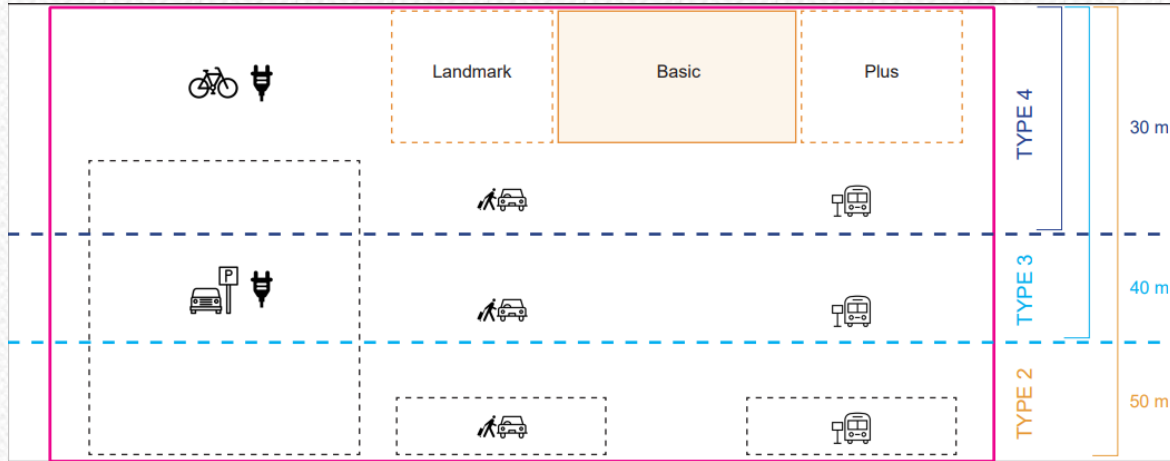 Landmark
Basic
Plus
TYPE 4
30 m
P
TYPE 3
40 m
TYPE 2
50 m